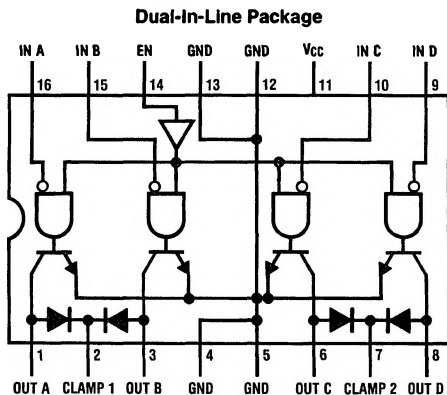 Dual-In-Line Package
IN A IN B EN GND GND VCC IN C IN D
16 15 14 13 12 11 10 9
1 2 3 4 5 6 7 8
OUT A CLAMP 1 OUT B GND GND OUT C CLAMP 2 OUT D